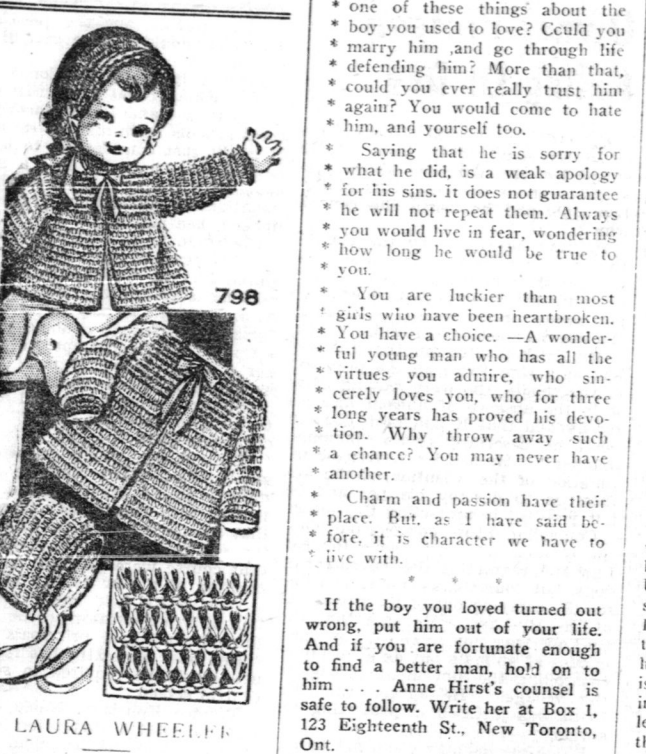 798
LAURA WHEELER
* one of these things about the
* boy you used to love? Cculd you
* marry him ,and gc through life
* defending him? More than that,
* could you ever really trust him
* again? You would come to hate
* him, and yourself too.
* Saying that he is sorry for
* what he did, is a weak apology
* for his sins. It does not guarantee
* he will not repeat them. Always
* you would live in fear, wondering
* how long he would be true to
* you.
* You are luckier than most
* girls who have been heartbroken.
* You have a choice. —A wonder-
* ful young man who has all the
* virtues you admire, who sin-
* cerely loves you, who for three
* long years has proved his devo-
* tion. Why throw away such
* a chance? You may never have
* another.
* Charm and passion have their
* place. But, as I have said be-
* fore, it is character we have to
* live with.
* * *
If the boy you loved turned out
wrong, put him out of your life.
And if you are fortunate enough
to find a better man, hold on to
him . . . Anne Hirst's counsel is
safe to follow. Write her at Box 1,
123 Eighteenth St., New Toronto,
Ont.